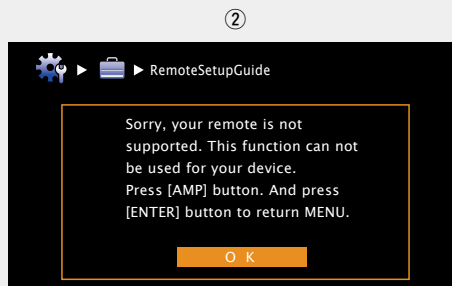 ②
RemoteSetupGuide
Sorry, your remote is not
supported. This function can not
be used for your device.
Press [AMP] button. And press
[ENTER] button to return MENU.
O K